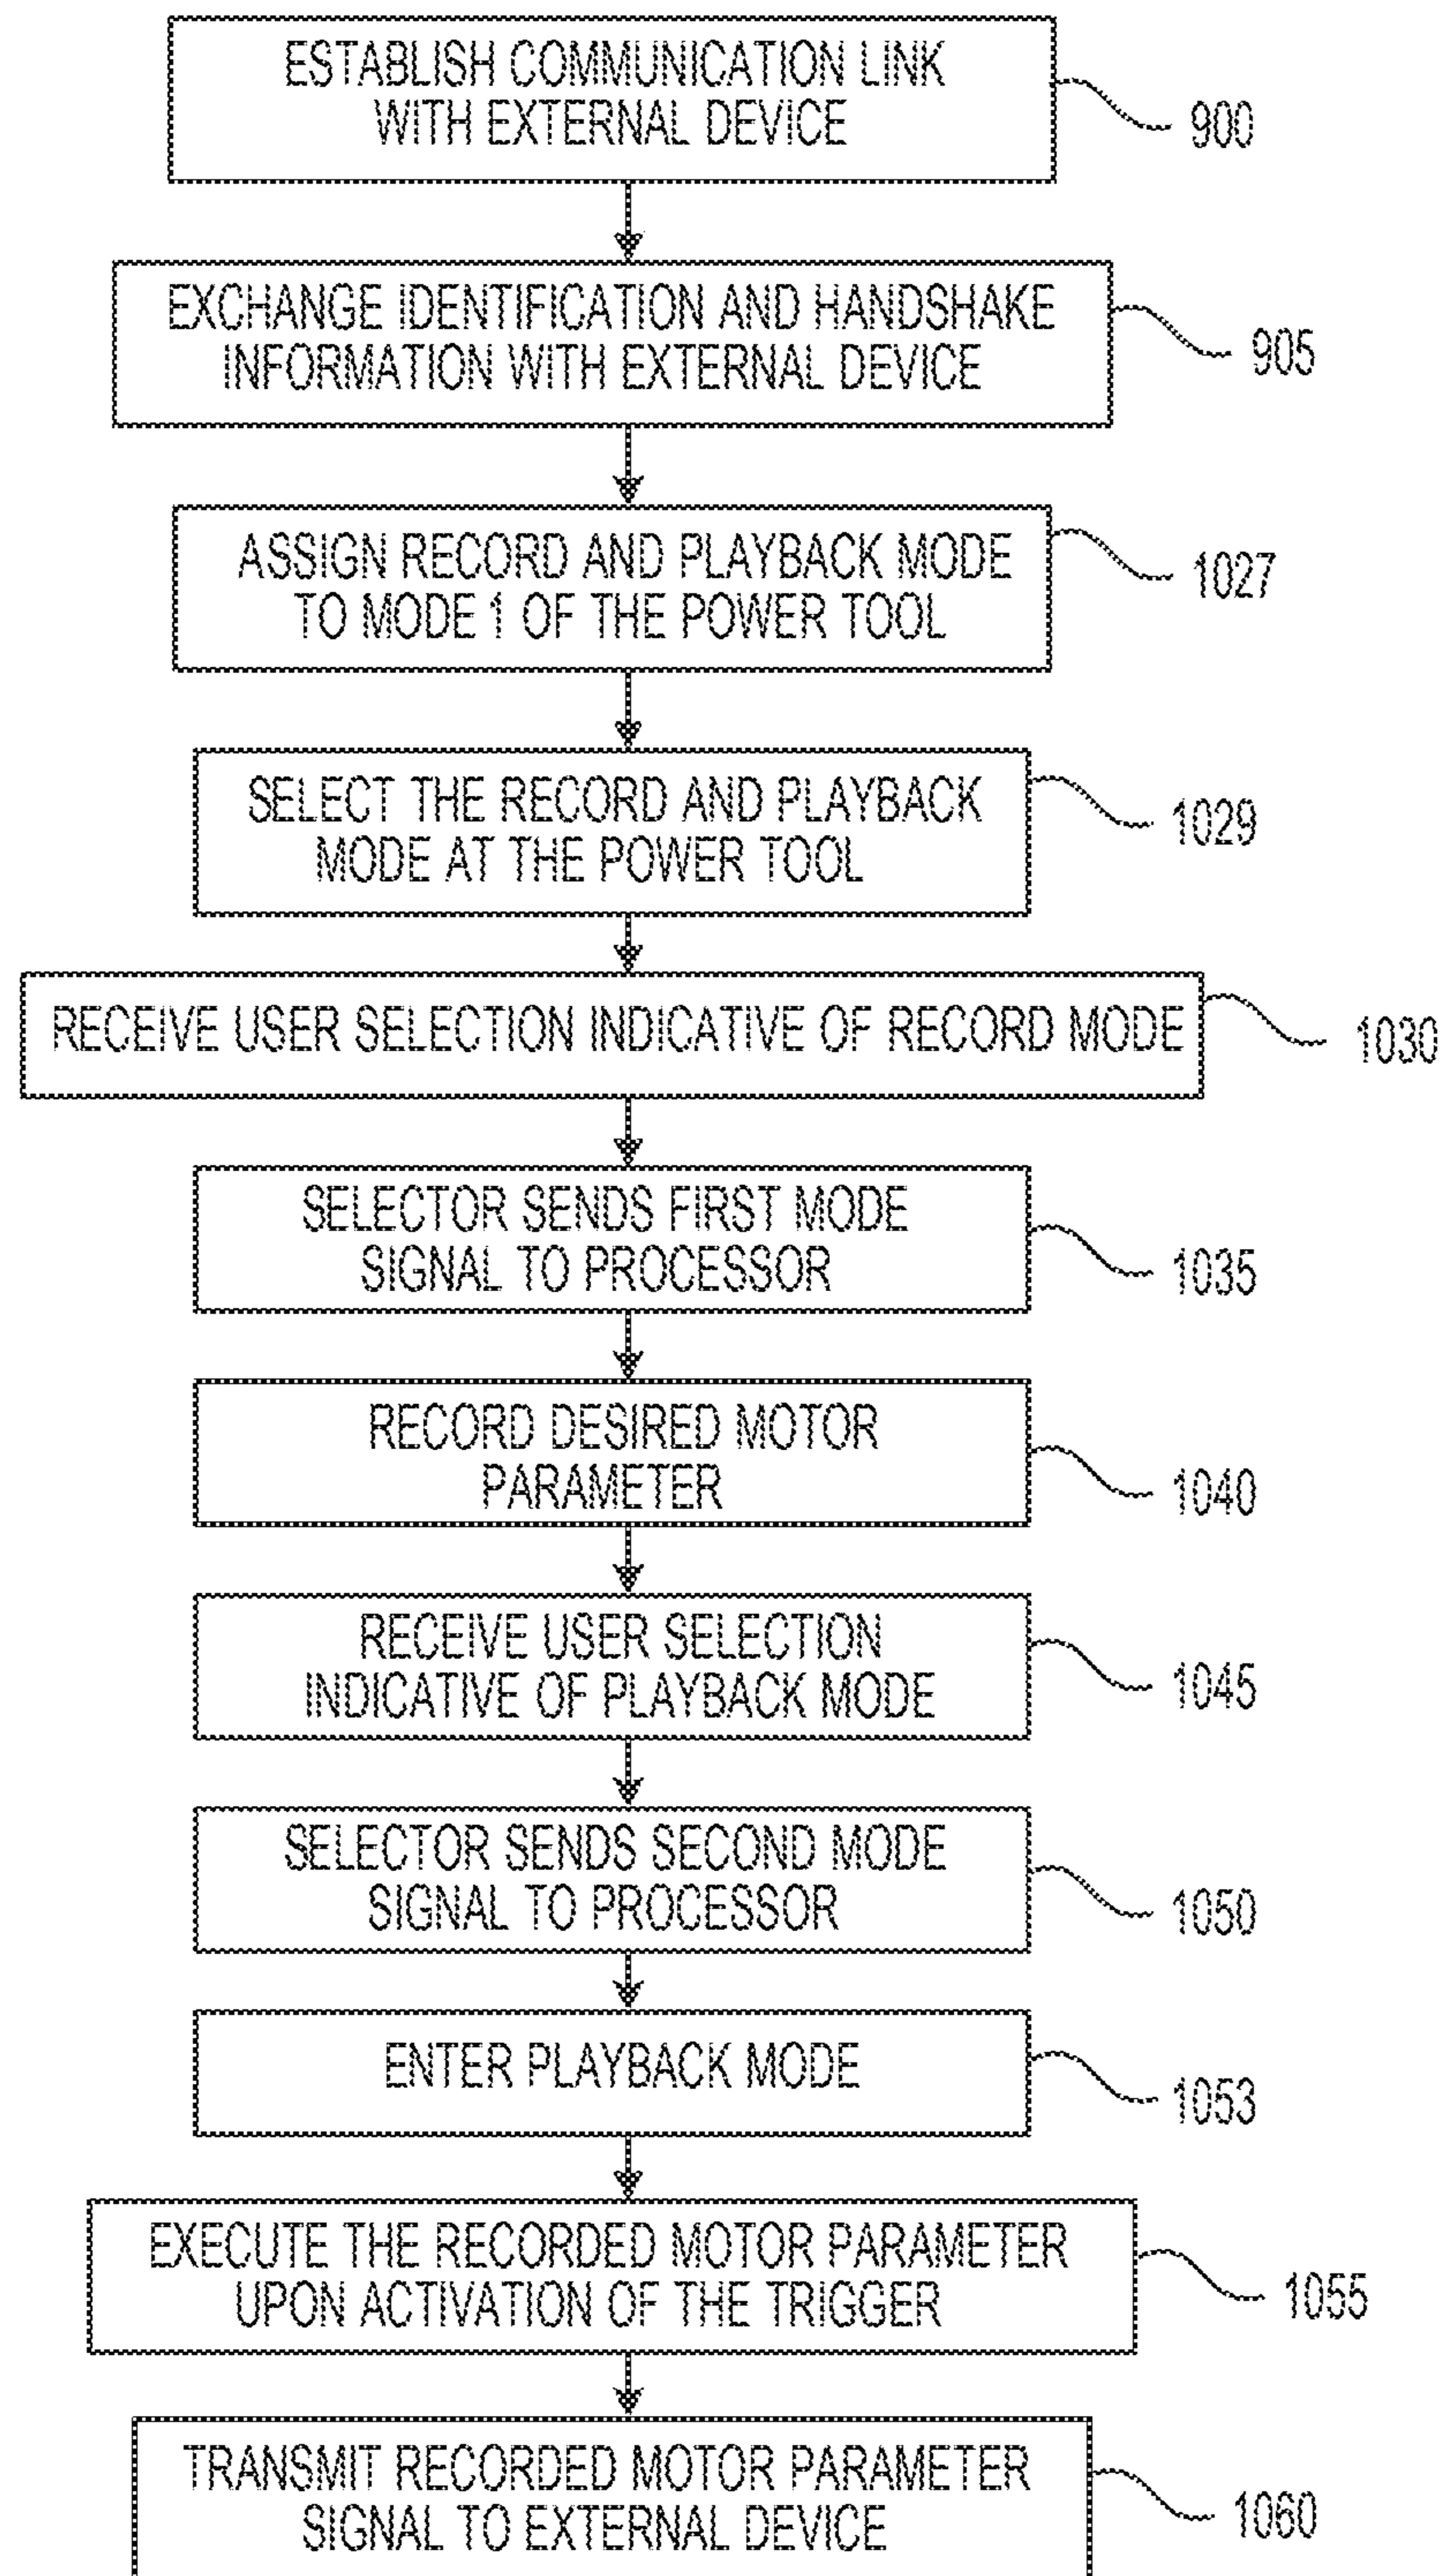 ESTABLISH COMMUNICATION LINK
WITH EXTERNAL DEVICE
900
EXCHANGE IDENTIFICATION AND HANDSHAKE
INFORMATION WITH EXTERNAL DEVICE
905
ASSIGN RECORD AND PLAYBACK MODE
TO MODE 1 OF THE POWER TOOL
1027
SELECT THE RECORD AND PLAYBACK
MODE AT THE POWER TOOL
1029
RECEIVE USER SELECTION INDICATIVE OF RECORD MODE
1030
SELECTOR SENDS FIRST MODE
SIGNAL TO PROCESSOR
1035
RECORD DESIRED MOTOR
PARAMETER
1040
RECEIVE USER SELECTION
INDICATIVE OF PLAYBACK MODE
1045
SELECTOR SENDS SECOND MODE
SIGNAL TO PROCESSOR
1050
ENTER PLAYBACK MODE
1053
EXECUTE THE RECORDED MOTOR PARAMETER
UPON ACTIVATION OF THE TRIGGER
1055
TRANSMIT RECORDED MOTOR PARAMETER
SIGNAL TO EXTERNAL DEVICE
1060